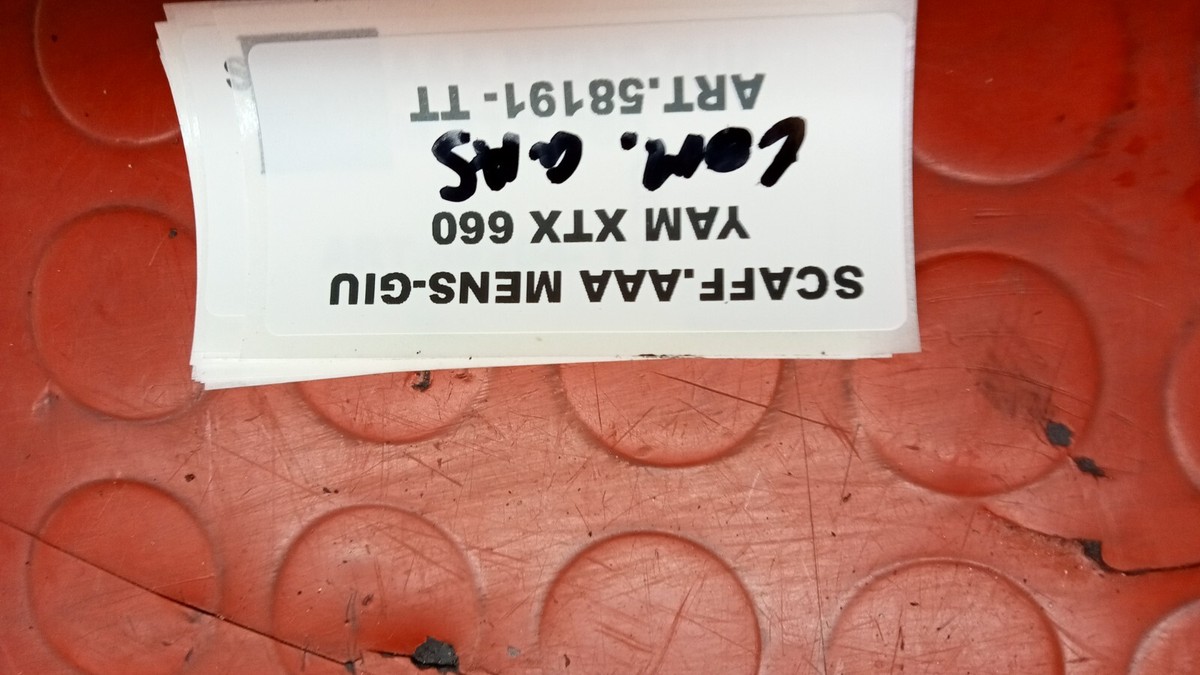 SCAFF.AAA MENS-GIU
YAM XTX 660
COM. GAS
ART.58191- TT